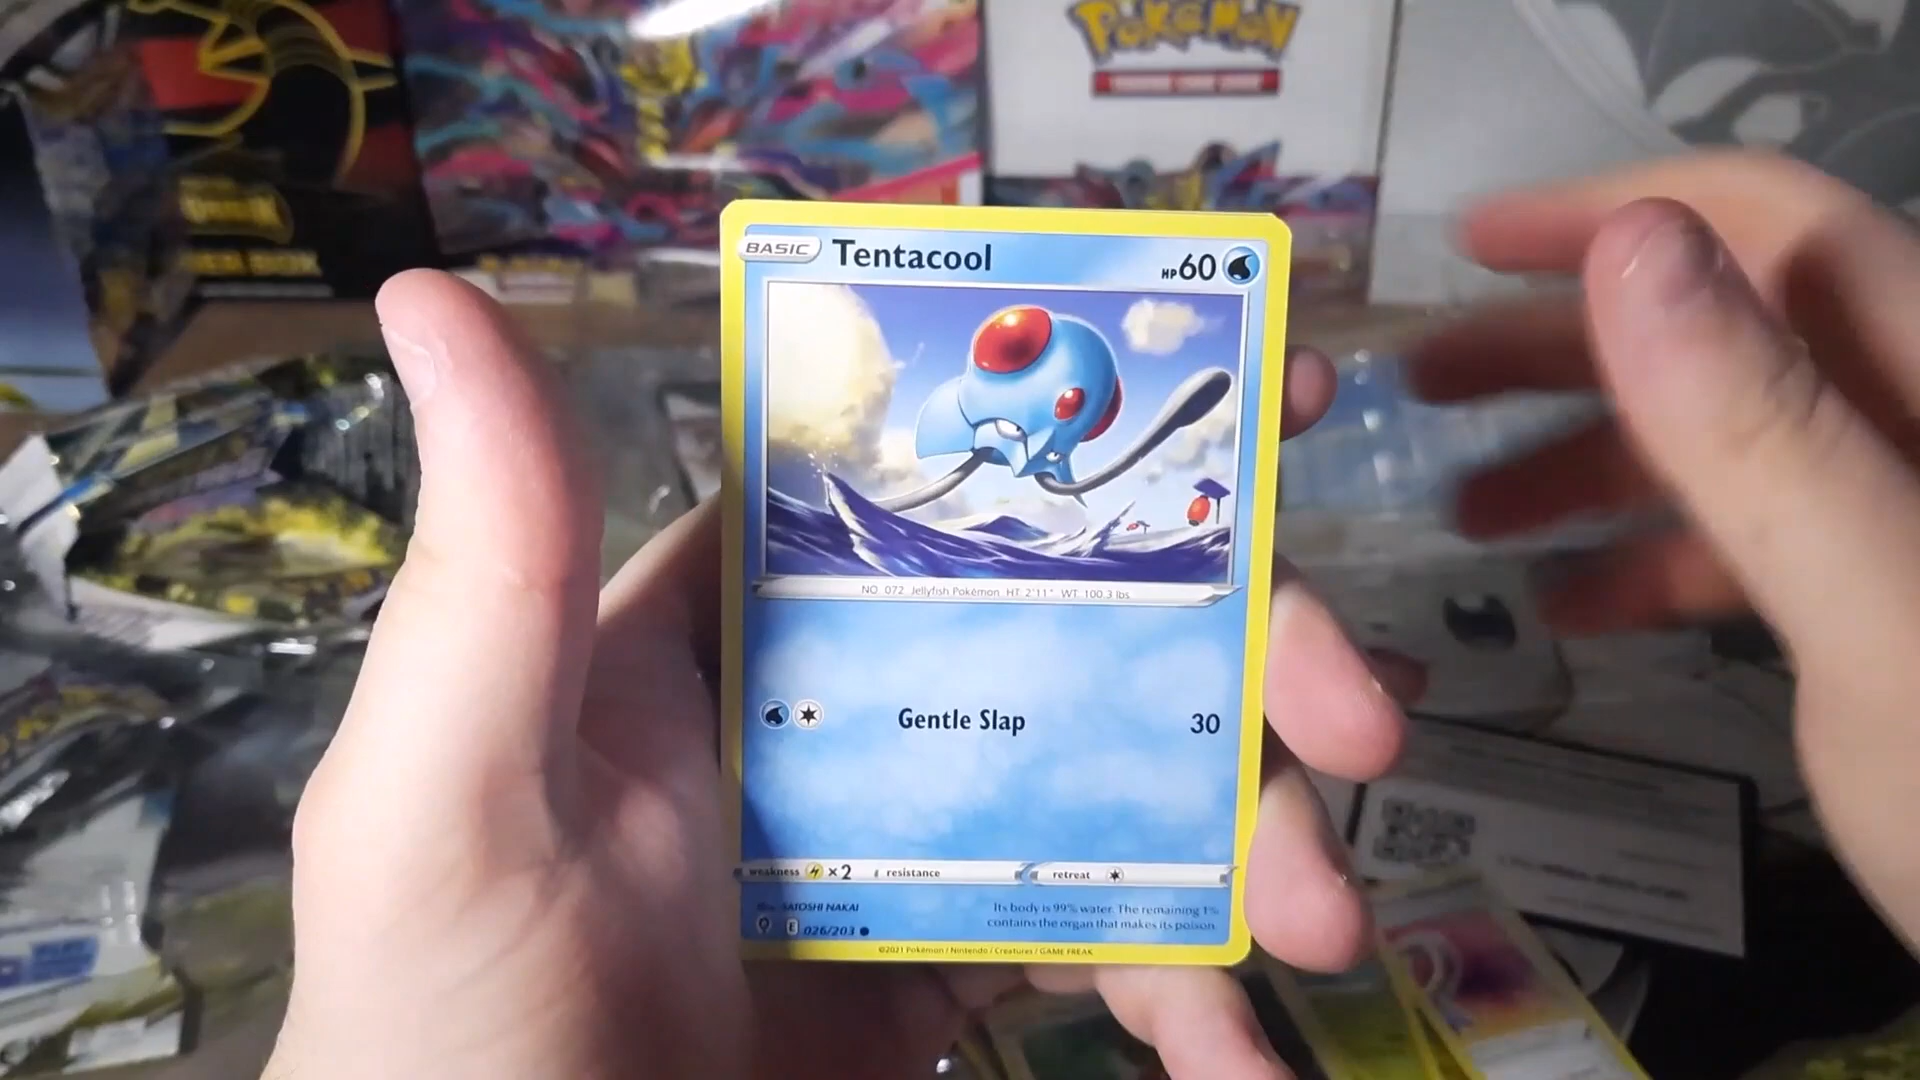 POKéMON
BASIC Tentacool HP 60
NO. 072 Jellyfish Pokémon HT 2'11" WT 100.3 lbs.
Gentle Slap 30
weakness ×2 resistance retreat
Illus. SATOSHI NAKAI
Its body is 99% water. The remaining 1%
contains the organ that makes its poison.
E 026/203
©2021 Pokémon / Nintendo / Creatures / GAME FREAK